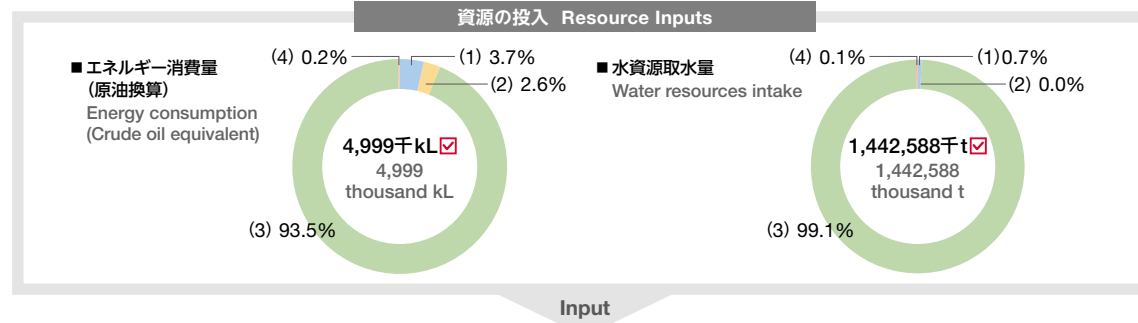 資源の投入 Resource Inputs
■ エネルギー消費量
（原油換算）
Energy consumption
(Crude oil equivalent)
(4) 0.2%
(1) 3.7%
(2) 2.6%
4,999千kL☑
4,999
thousand kL
(3) 93.5%
■ 水資源取水量
Water resources intake
(4) 0.1%
(1)0.7%
(2) 0.0%
1,442,588千t☑
1,442,588
thousand t
(3) 99.1%
Input